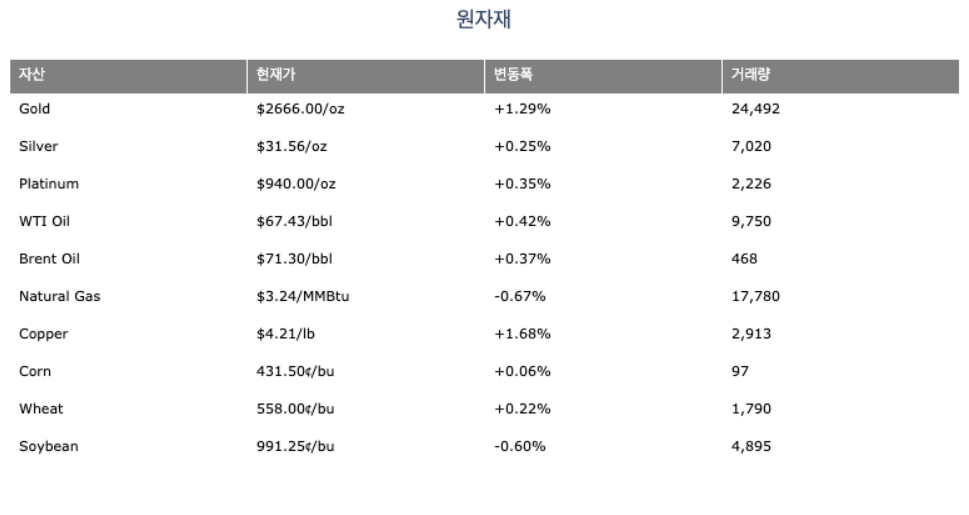 원자재
자산 현재가 변동폭 거래량
Gold $2666.00/oz +1.29% 24,492
Silver $31.56/oz +0.25% 7,020
Platinum $940.00/oz +0.35% 2,226
WTI Oil $67.43/bbl +0.42% 9,750
Brent Oil $71.30/bbl +0.37% 468
Natural Gas $3.24/MMBtu -0.67% 17,780
Copper $4.21/lb +1.68% 2,913
Corn 431.50¢/bu +0.06% 97
Wheat 558.00¢/bu +0.22% 1,790
Soybean 991.25¢/bu -0.60% 4,895